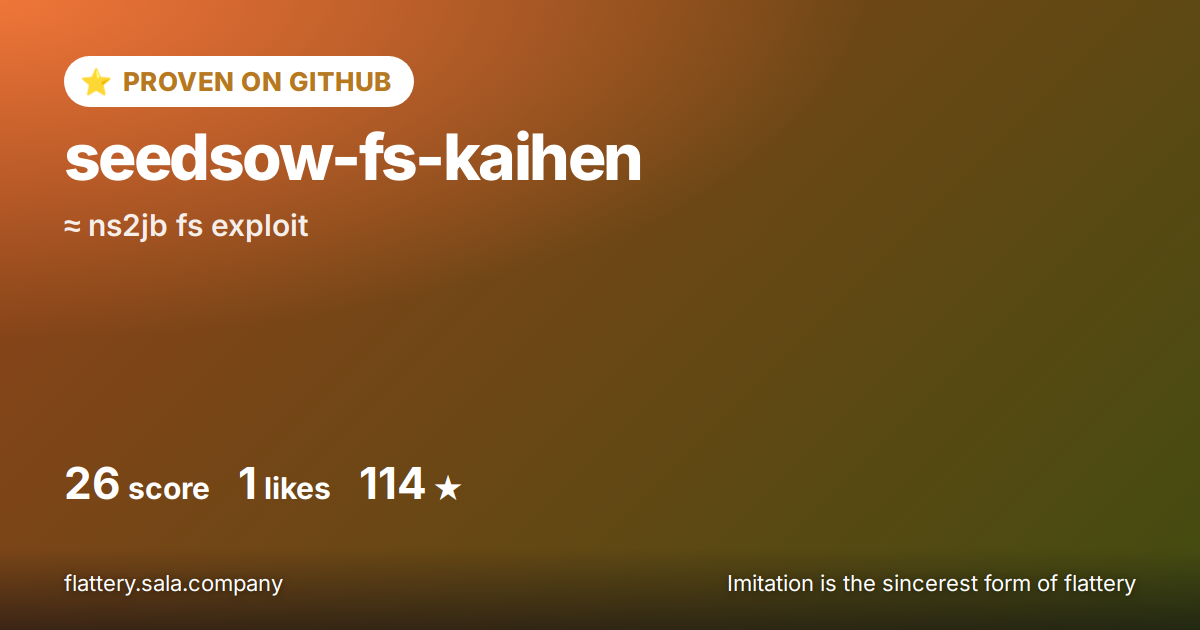 ⭐ PROVEN ON GITHUB
seedsow-fs-kaihen
≈ ns2jb fs exploit
26 score 1 likes 114 ★
flattery.sala.company
Imitation is the sincerest form of flattery